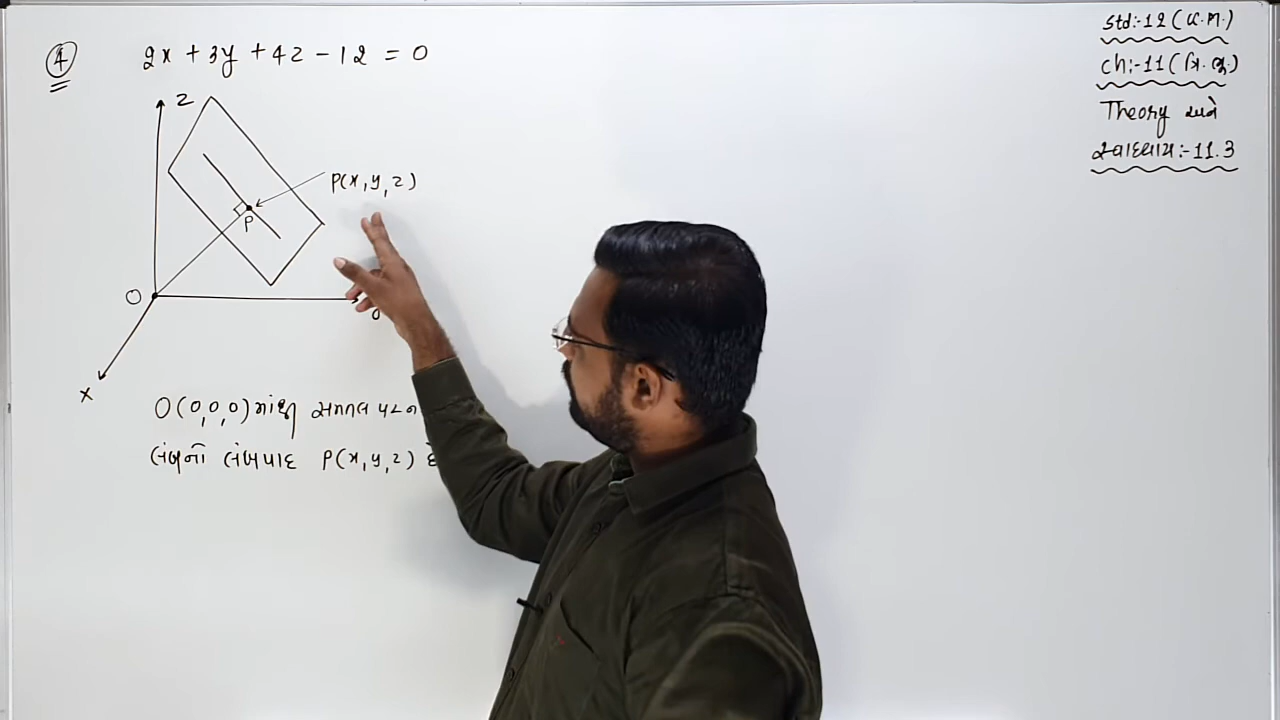 ④ 2x + 3y + 4z - 12 = 0
Z
P(x, y, z)
P
O
y
X
O(0,0,0)માંથી સમતલ પરના
લંબનો લંબપાદ P(x, y, z) છે
Std:-12 (G.M.)
Ch:-11 (ત્રિ.ભૂ.)
Theory અને
સ્વાધ્યાય:-11.3